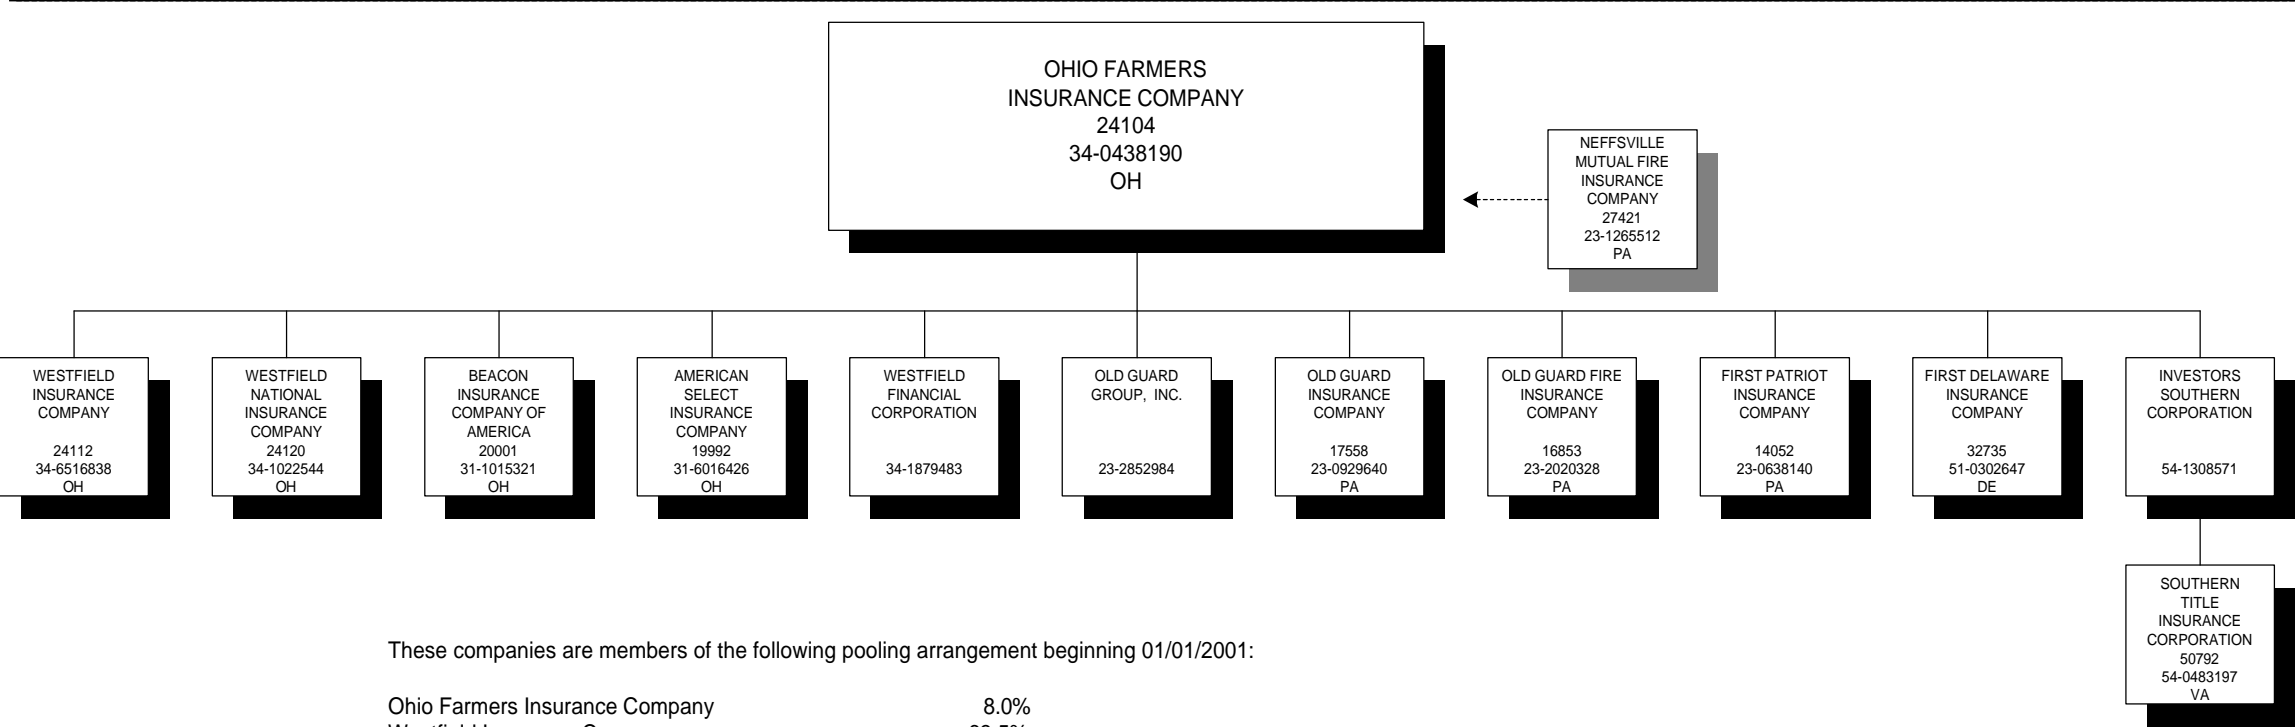 OHIO FARMERS
INSURANCE COMPANY
24104
34-0438190
OH
NEFFSVILLE
MUTUAL FIRE
INSURANCE
COMPANY
27421
23-1265512
PA
WESTFIELD
INSURANCE
COMPANY
24112
34-6516838
OH
WESTFIELD
NATIONAL
INSURANCE
COMPANY
24120
34-1022544
OH
BEACON
INSURANCE
COMPANY OF
AMERICA
20001
31-1015321
OH
AMERICAN
SELECT
INSURANCE
COMPANY
19992
31-6016426
OH
WESTFIELD
FINANCIAL
CORPORATION
34-1879483
OLD GUARD
GROUP, INC.
23-2852984
OLD GUARD
INSURANCE
COMPANY
17558
23-0929640
PA
OLD GUARD FIRE
INSURANCE
COMPANY
16853
23-2020328
PA
FIRST PATRIOT
INSURANCE
COMPANY
14052
23-0638140
PA
FIRST DELAWARE
INSURANCE
COMPANY
32735
51-0302647
DE
INVESTORS
SOUTHERN
CORPORATION
54-1308571
SOUTHERN
TITLE
INSURANCE
CORPORATION
50792
54-0483197
VA
These companies are members of the following pooling arrangement beginning 01/01/2001:
Ohio Farmers Insurance Company 8.0%